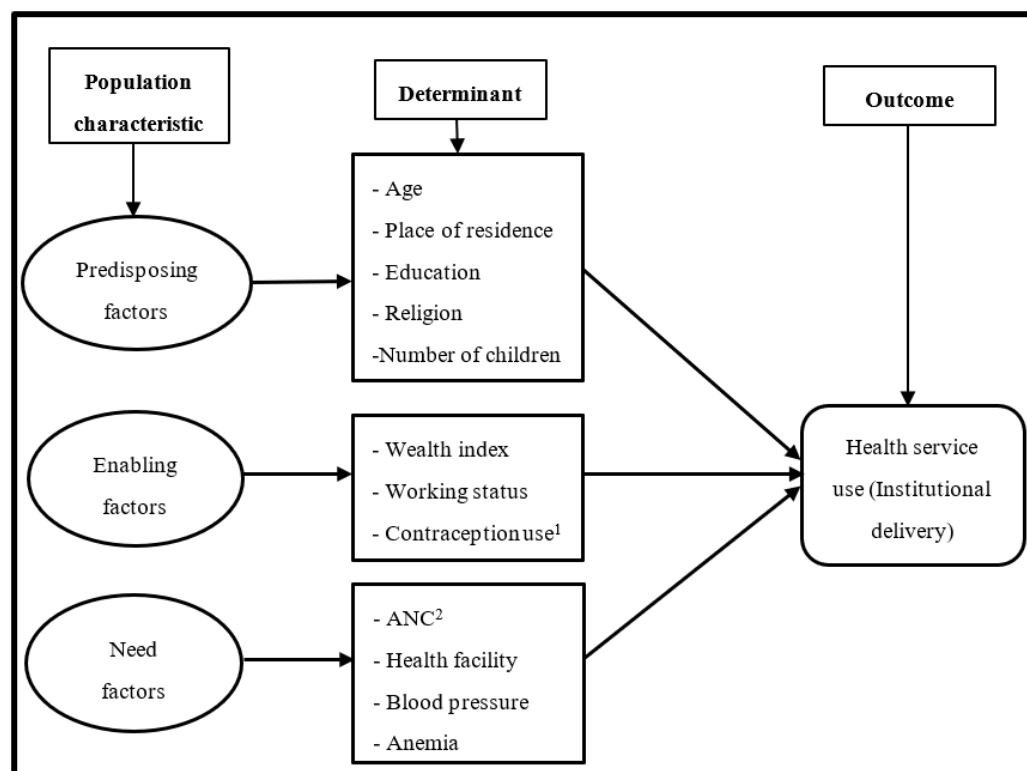 Population
characteristic
Determinant
Outcome
Predisposing
factors
- Age
- Place of residence
- Education
- Religion
-Number of children
Enabling
factors
- Wealth index
- Working status
- Contraception use¹
Health service
use (Institutional
delivery)
Need
factors
- ANC²
- Health facility
- Blood pressure
- Anemia